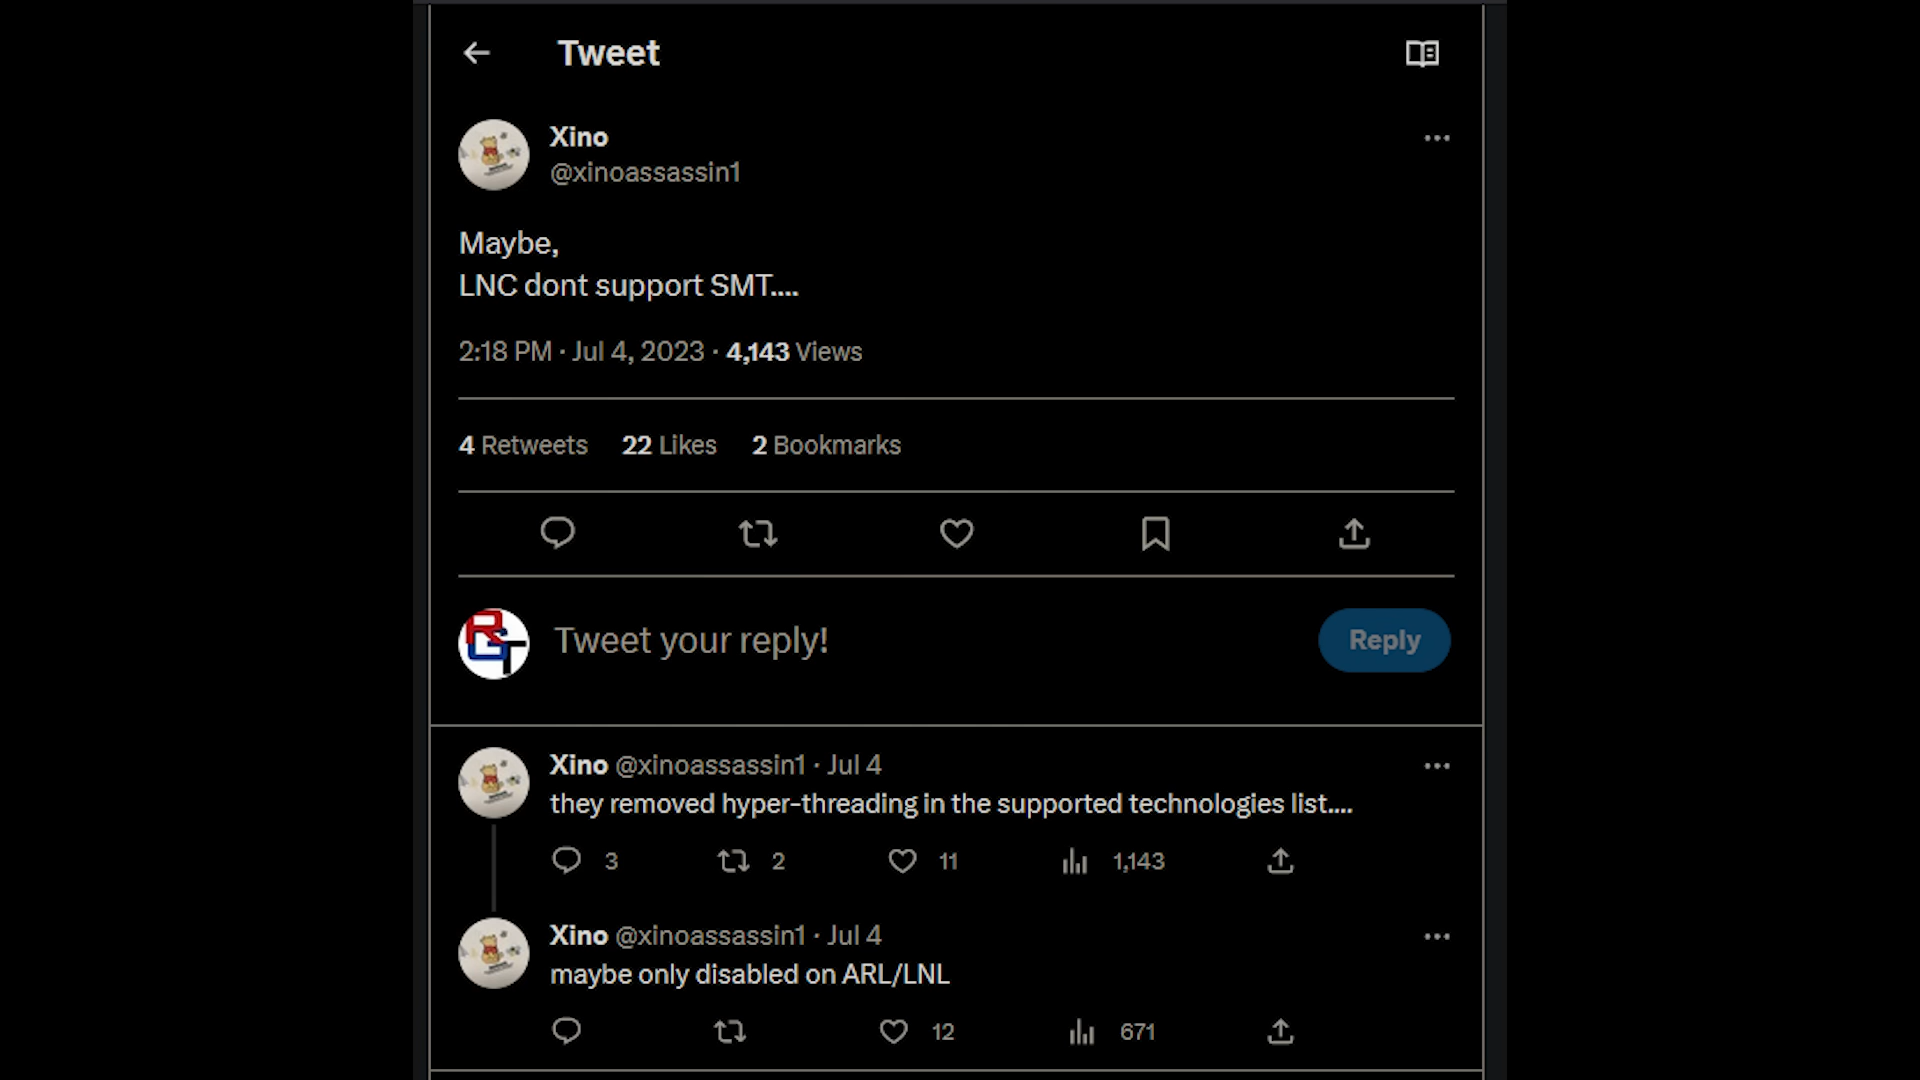 Tweet
Xino
@xinoassassin1
Maybe,
LNC dont support SMT....
2:18 PM · Jul 4, 2023 · 4,143 Views
4 Retweets 22 Likes 2 Bookmarks
RGT
Tweet your reply!
Reply
Xino @xinoassassin1 · Jul 4
they removed hyper-threading in the supported technologies list....
3 2 11 1,143
Xino @xinoassassin1 · Jul 4
maybe only disabled on ARL/LNL
12 671